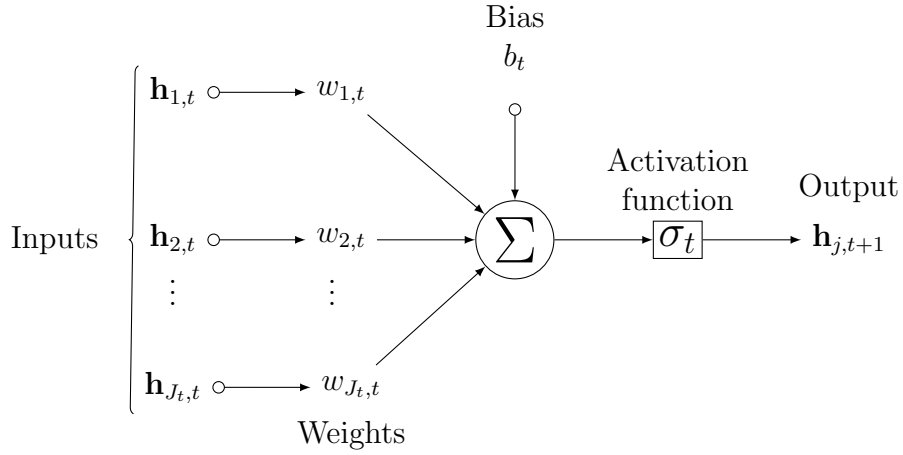 Bias
b_t
h_{1,t} w_{1,t}
Activation
function
Output
Inputs
h_{2,t} w_{2,t} Σ σ_t h_{j,t+1}
⋮ ⋮
h_{J_t,t} w_{J_t,t}
Weights